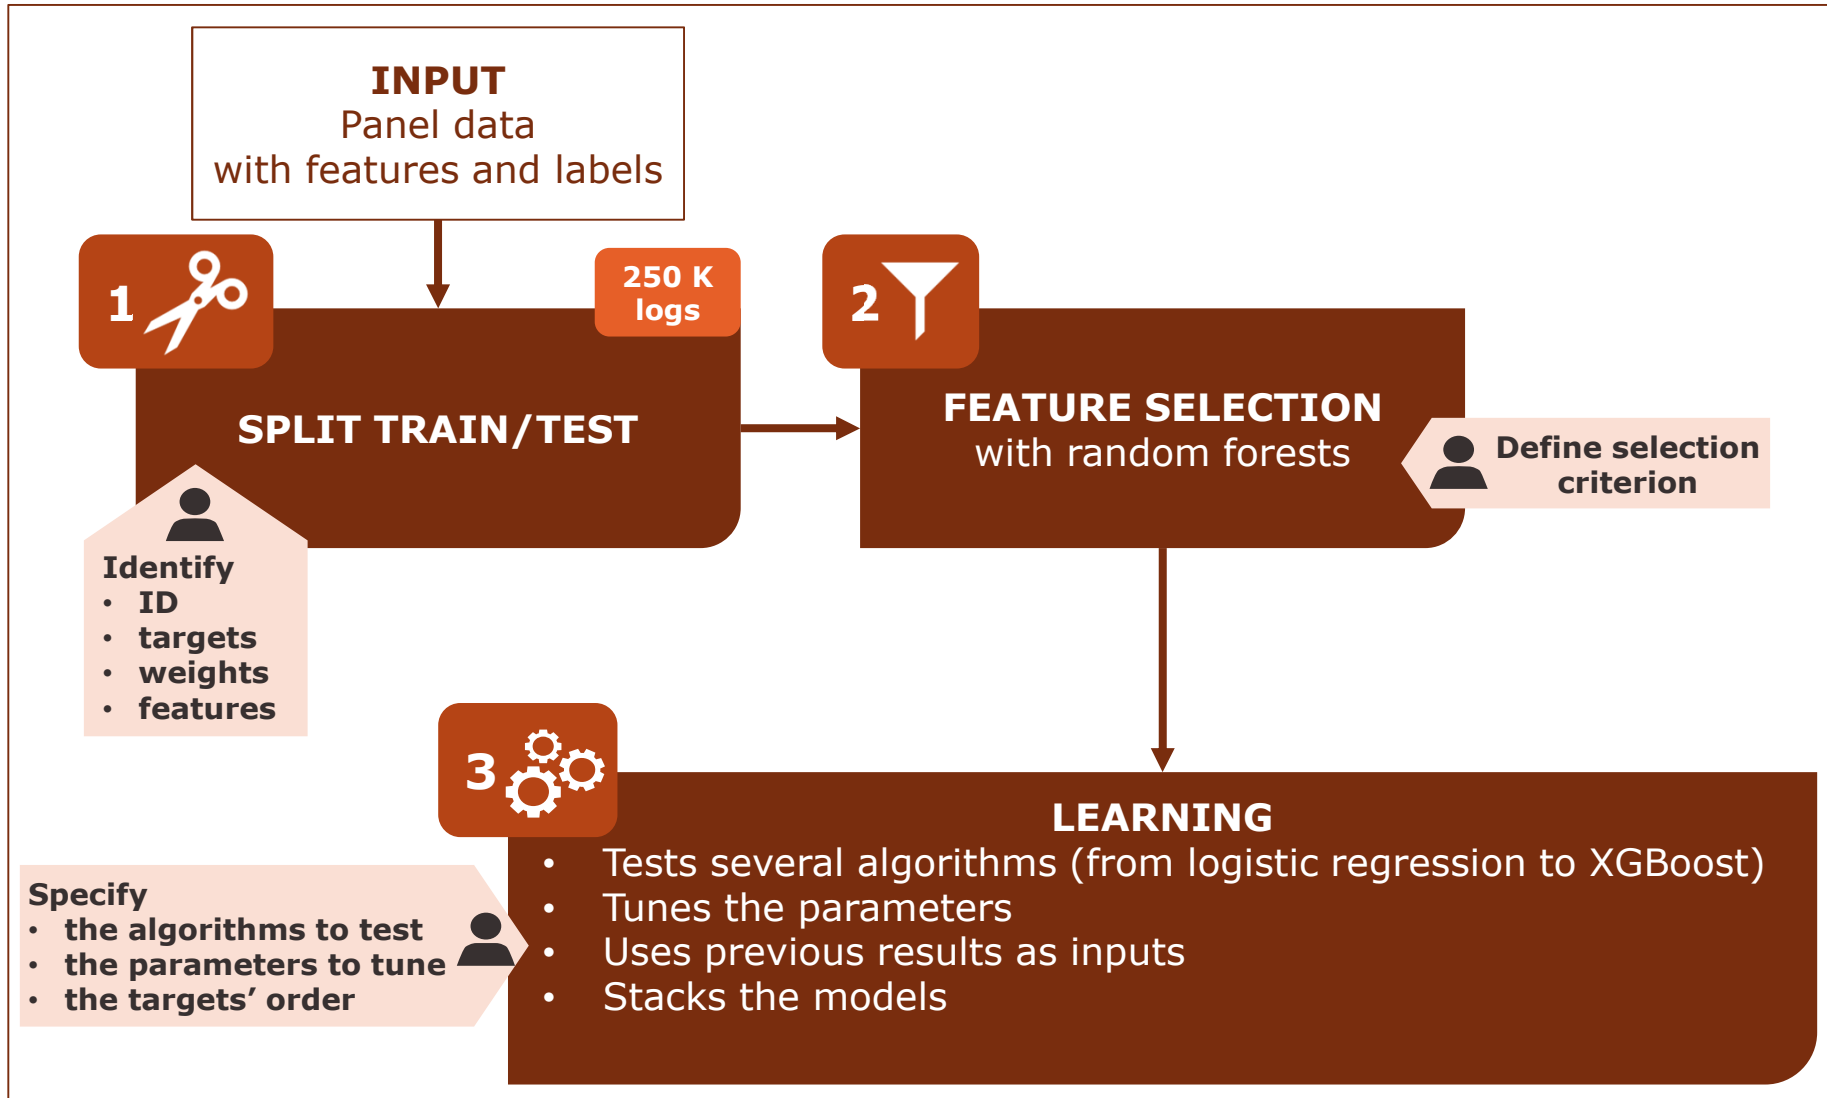 INPUT
Panel data
with features and labels
1
250 K
logs
SPLIT TRAIN/TEST
Identify
• ID
• targets
• weights
• features
2
FEATURE SELECTION
with random forests
Define selection
criterion
3
LEARNING
• Tests several algorithms (from logistic regression to XGBoost)
• Tunes the parameters
• Uses previous results as inputs
• Stacks the models
Specify
• the algorithms to test
• the parameters to tune
• the targets’ order